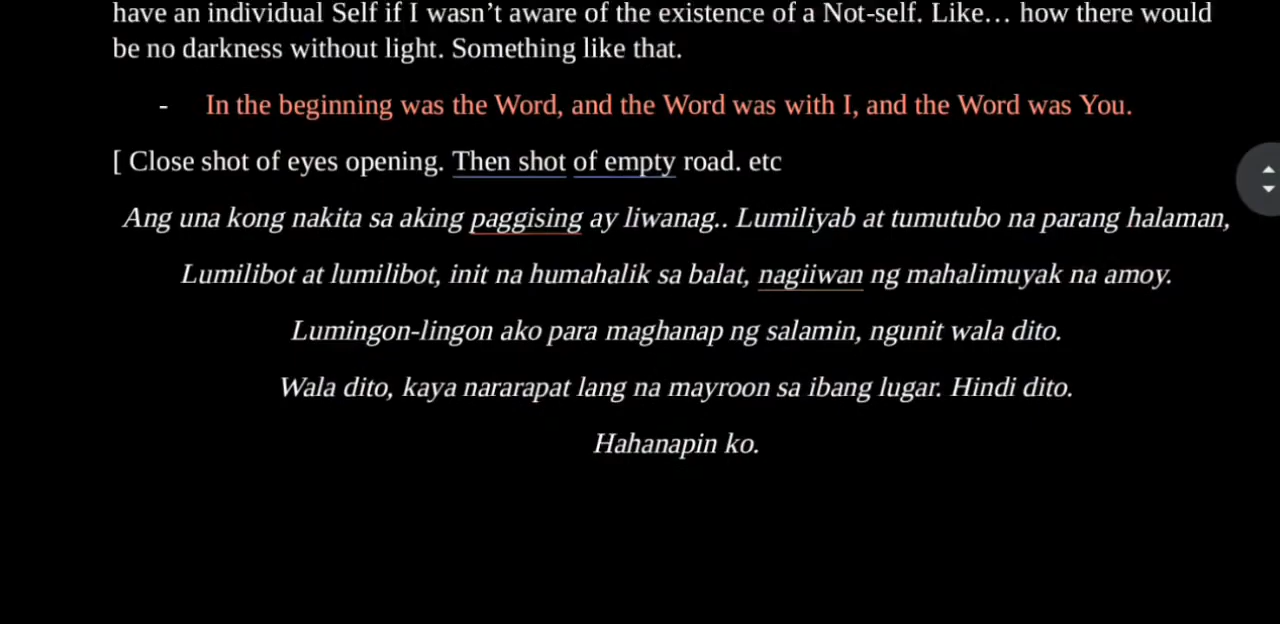 have an individual Self if I wasn’t aware of the existence of a Not-self. Like… how there would
be no darkness without light. Something like that.
- In the beginning was the Word, and the Word was with I, and the Word was You.
[ Close shot of eyes opening. Then shot of empty road. etc
Ang una kong nakita sa aking paggising ay liwanag.. Lumiliyab at tumutubo na parang halaman,
Lumilibot at lumilibot, init na humahalik sa balat, nagiiwan ng mahalimuyak na amoy.
Lumingon-lingon ako para maghanap ng salamin, ngunit wala dito.
Wala dito, kaya nararapat lang na mayroon sa ibang lugar. Hindi dito.
Hahanapin ko.